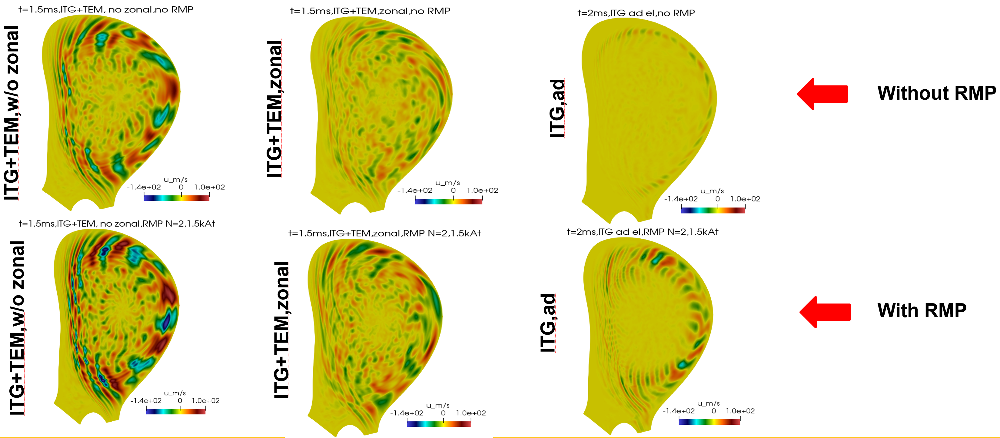 t=1.5ms,ITG+TEM, no zonal,no RMP
ITG+TEM,w/o zonal
u_m/s
-1.4e+02 0 1.0e+02
t=1.5ms,ITG+TEM,zonal,no RMP
ITG+TEM,zonal
u_m/s
-1.4e+02 0 1.0e+02
t=2ms,ITG ad el,no RMP
ITG,ad
u_m/s
-1.4e+02 0 1.0e+02
Without RMP
t=1.5ms,ITG+TEM, no zonal,RMP N=2,1.5kAt
ITG+TEM,w/o zonal
u_m/s
-1.4e+02 0 1.0e+02
t=1.5ms,ITG+TEM,zonal,RMP N=2,1.5kAt
ITG+TEM,zonal
u_m/s
-1.4e+02 0 1.0e+02
t=2ms,ITG ad el,RMP N=2,1.5kAt
ITG,ad
u_m/s
-1.4e+02 0 1.0e+02
With RMP